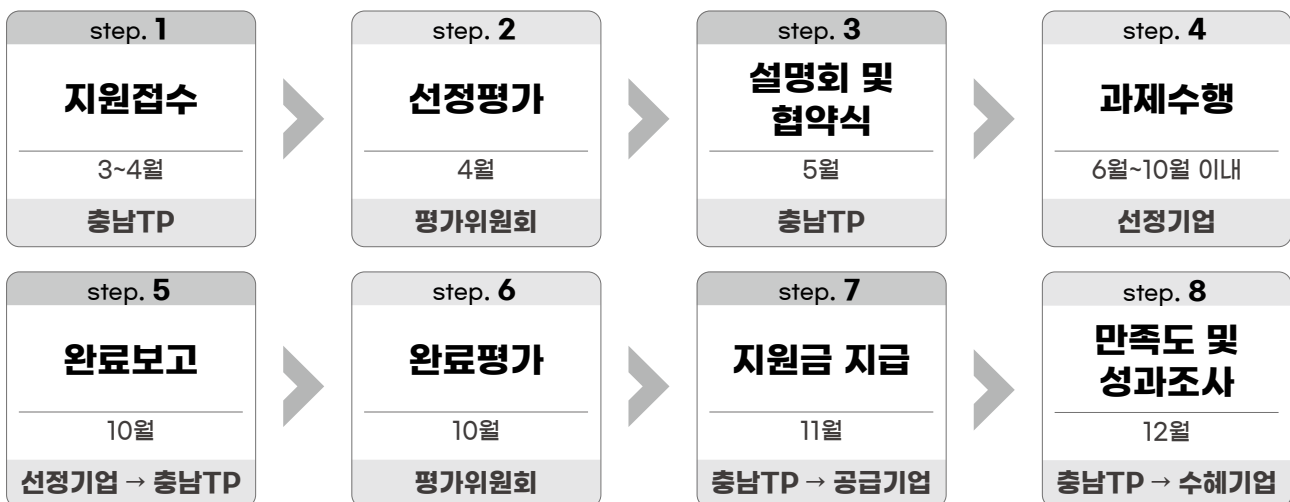 step. 1
지원접수
3~4월
충남TP
step. 2
선정평가
4월
평가위원회
step. 3
설명회 및
협약식
5월
충남TP
step. 4
과제수행
6월~10월 이내
선정기업
step. 5
완료보고
10월
선정기업 → 충남TP
step. 6
완료평가
10월
평가위원회
step. 7
지원금 지급
11월
충남TP → 공급기업
step. 8
만족도 및
성과조사
12월
충남TP → 수혜기업